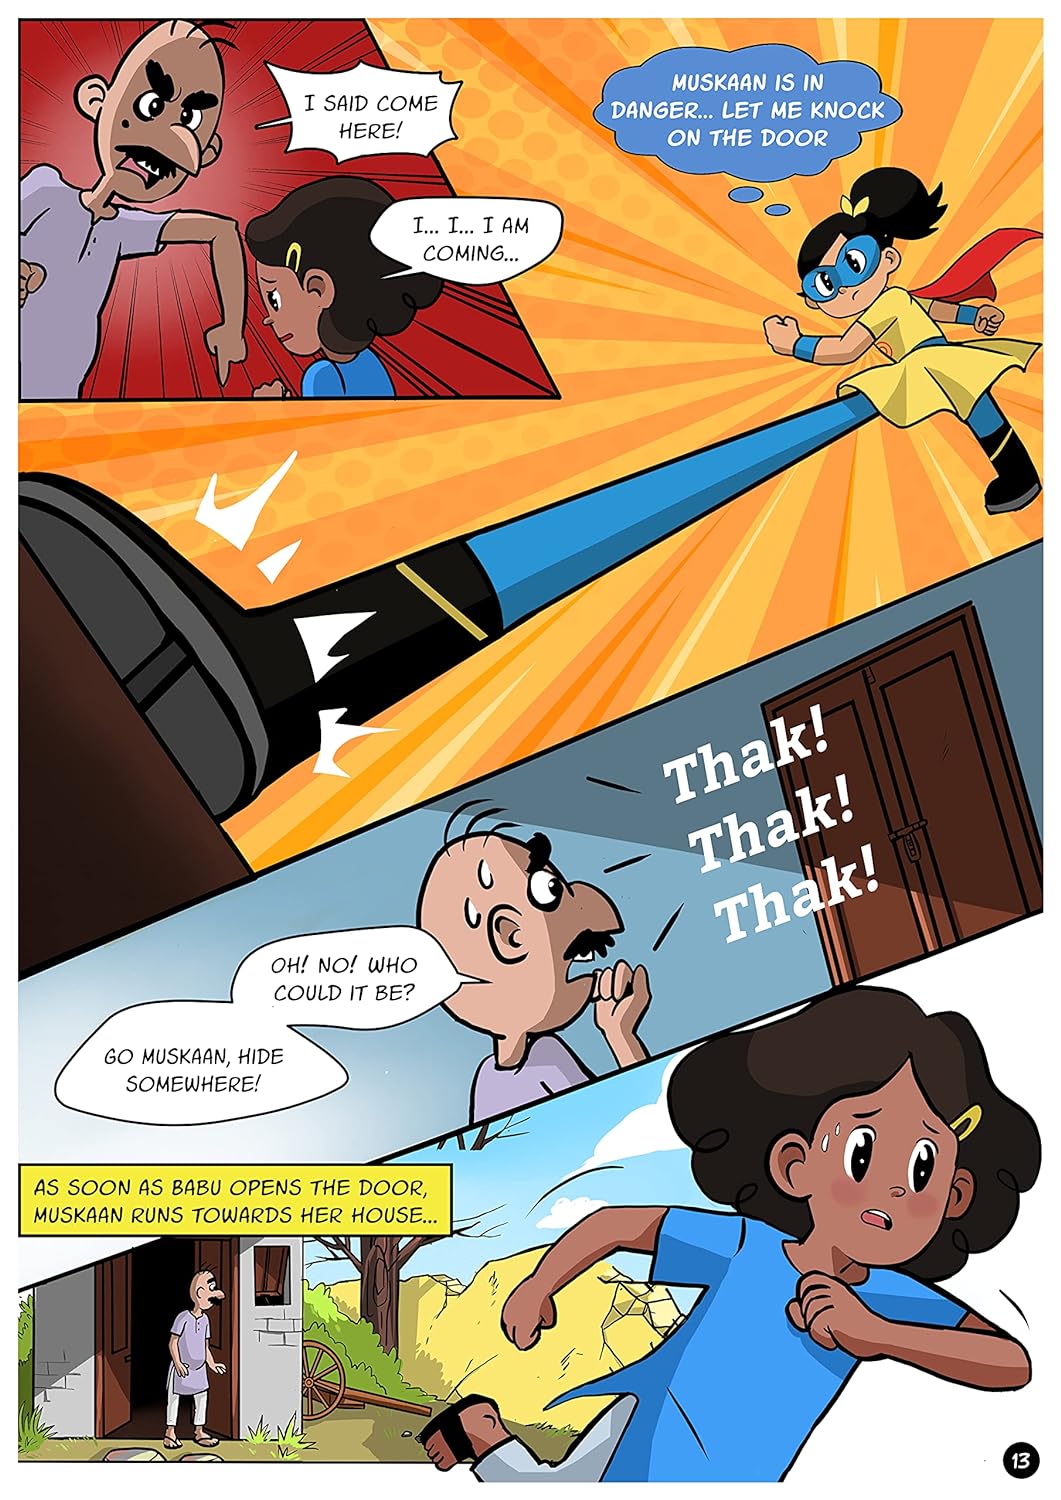 I SAID COME
HERE!
I... I... I AM
COMING...
MUSKAAN IS IN
DANGER... LET ME KNOCK
ON THE DOOR
Thak!
Thak!
Thak!
OH! NO! WHO
COULD IT BE?
GO MUSKAAN, HIDE
SOMEWHERE!
AS SOON AS BABU OPENS THE DOOR,
MUSKAAN RUNS TOWARDS HER HOUSE...
13